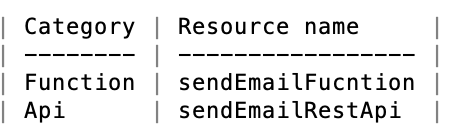 | Category | Resource name     |
| -------- | ----------------- |
| Function | sendEmailFucntion |
| Api      | sendEmailRestApi  |